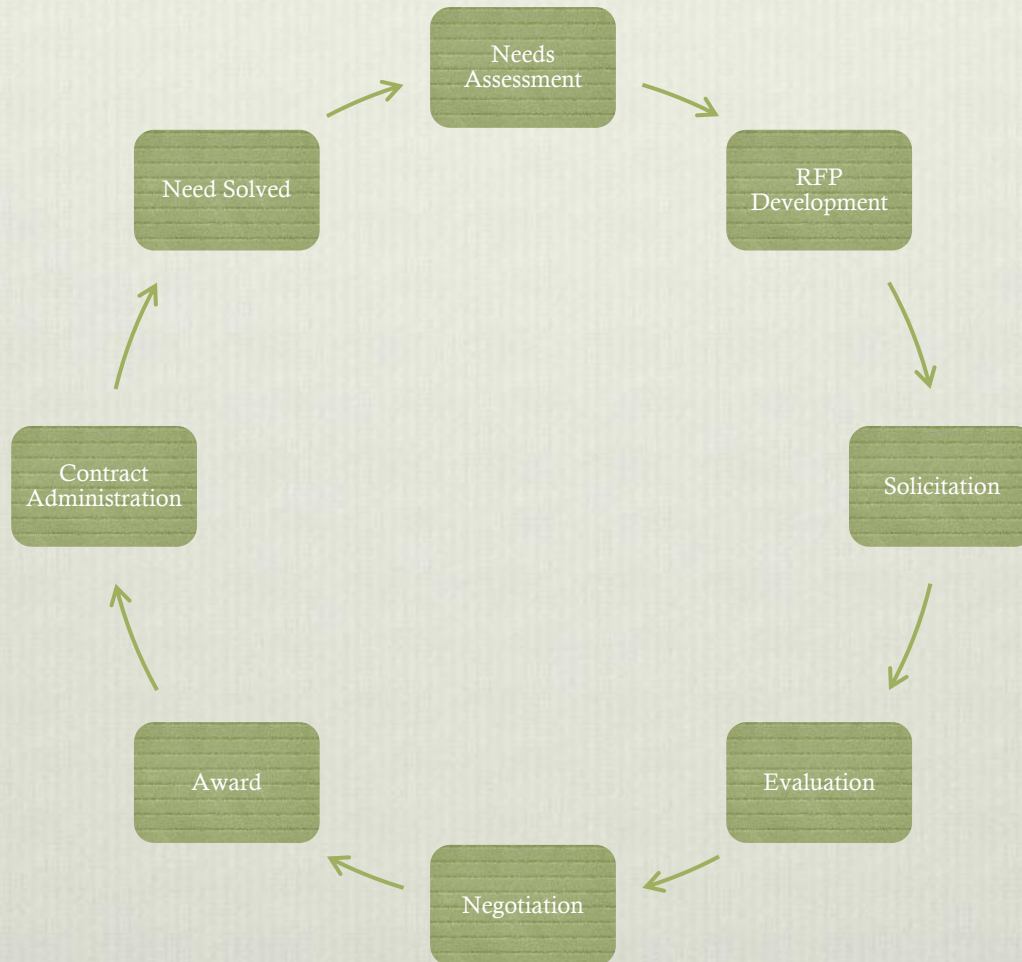 Needs
Assessment
RFP
Development
Solicitation
Evaluation
Negotiation
Award
Contract
Administration
Need Solved